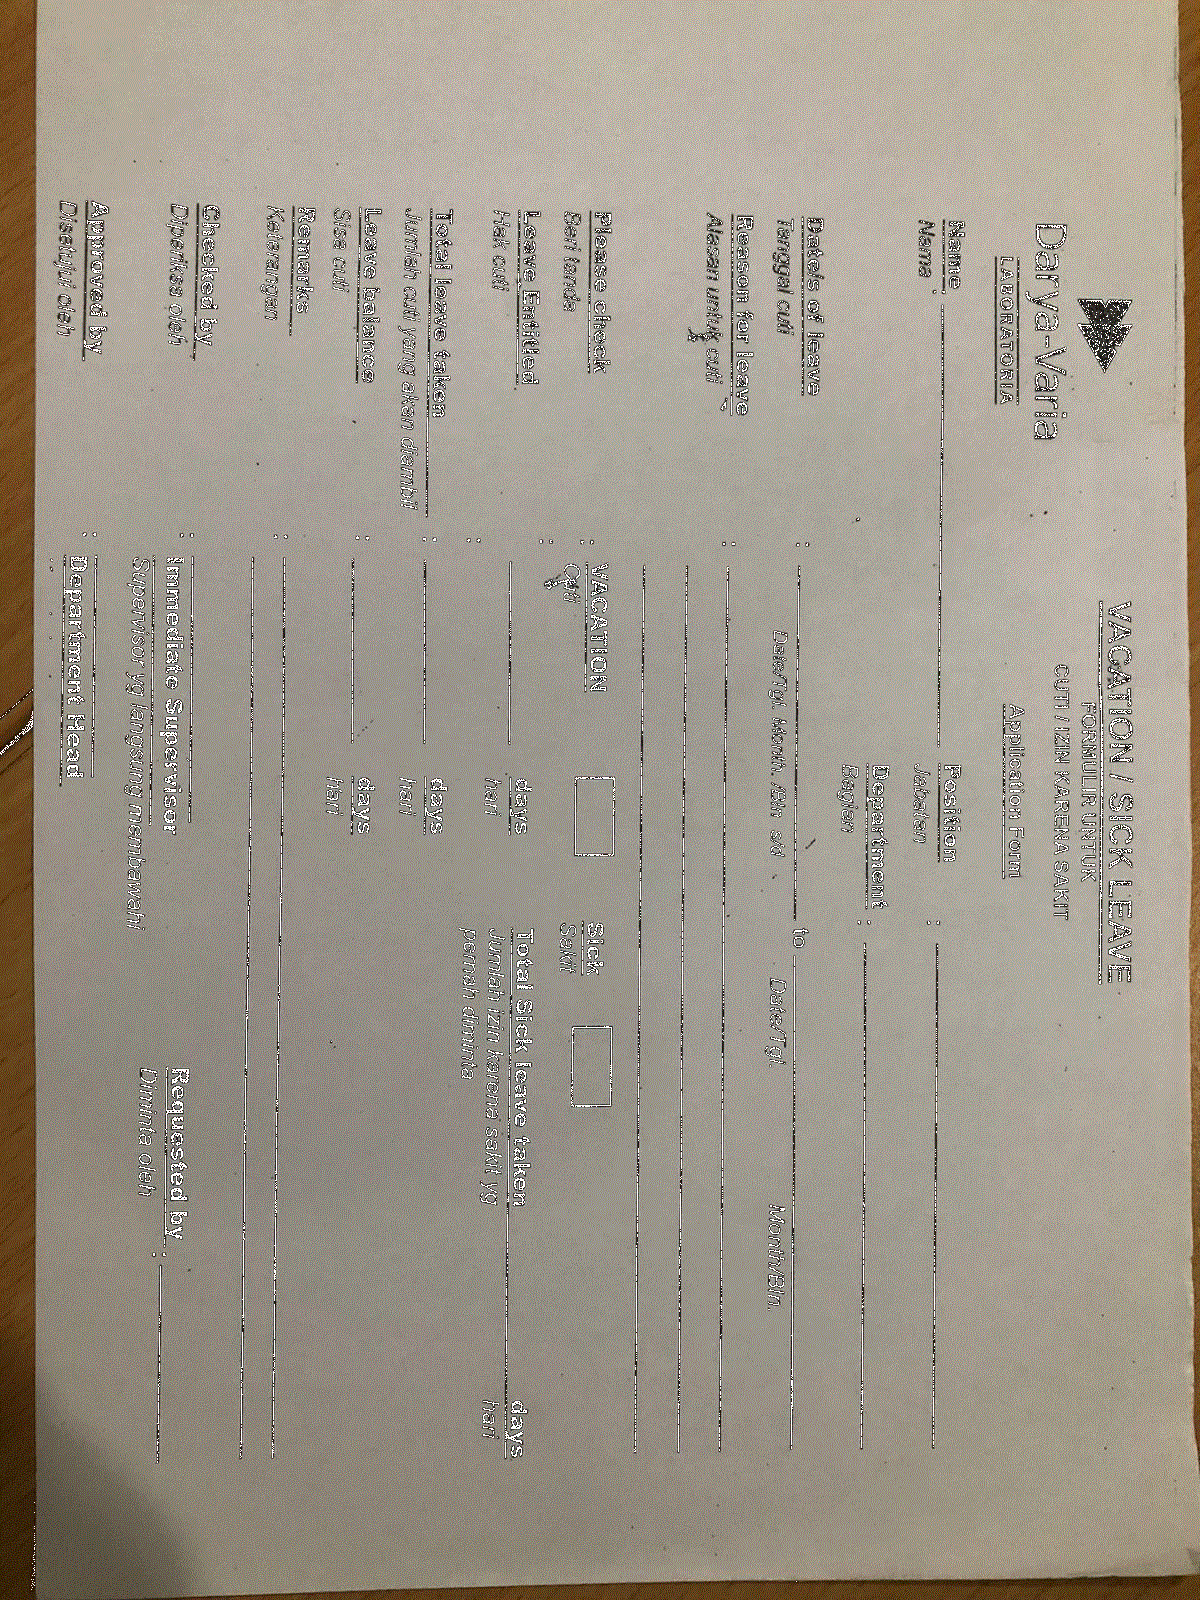 Darya-Varia
LABORATORIA
VACATION / SICK LEAVE
FORMULIR UNTUK
CUTI / IZIN KARENA SAKIT
Application Form
Name : Position :
Nama Jabatan
Department :
Bagian
Date/s of leave : to
Tanggal cuti Date/Tgl. Month. /Bln s/d Date/Tgl. Month/Bln.
Reason for leave :
Alasan untuk cuti
Please check : VACATION Sick
Beri tanda Cuti Sakit
Leave Entitled : days Total Sick leave taken days
Hak cuti : hari Jumlah izin karena sakit yg hari
pernah diminta
Total leave taken : days
Jumlah cuti yang akan diambil hari
Leave balance : days
Sisa cuti hari
Remarks :
Keterangan
Checked by : Immediate Supervisor Requested by :
Diperiksa oleh Supervisor yg langsung membawahi Diminta oleh
Approved by : Department Head
Disetujui oleh